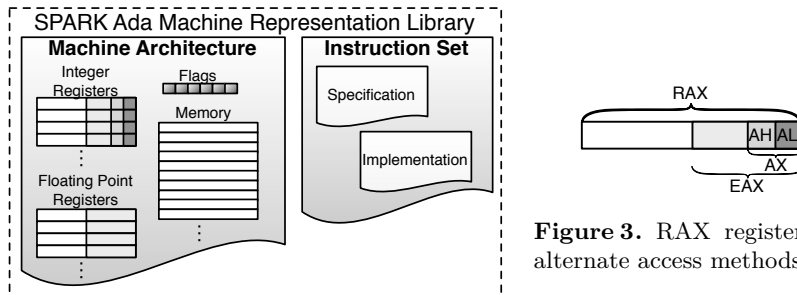 SPARK Ada Machine Representation Library
Machine Architecture
Integer
Registers
Flags
Memory
Floating Point
Registers
Instruction Set
Specification
Implementation
RAX
AH
AL
AX
EAX
Figure 3. RAX register
alternate access methods